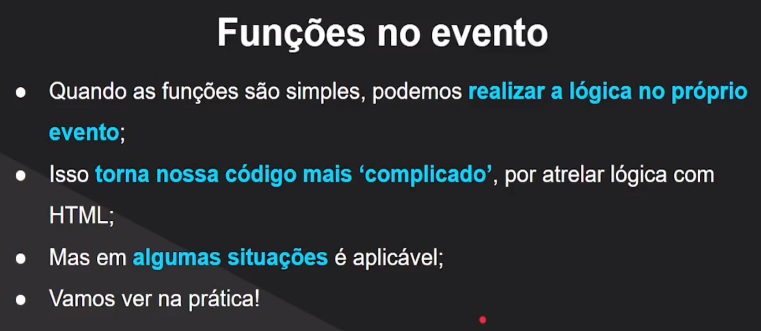 Funções no evento
● Quando as funções são simples, podemos realizar a lógica no próprio
evento;
● Isso torna nossa código mais ‘complicado’, por atrelar lógica com
HTML;
● Mas em algumas situações é aplicável;
● Vamos ver na prática!